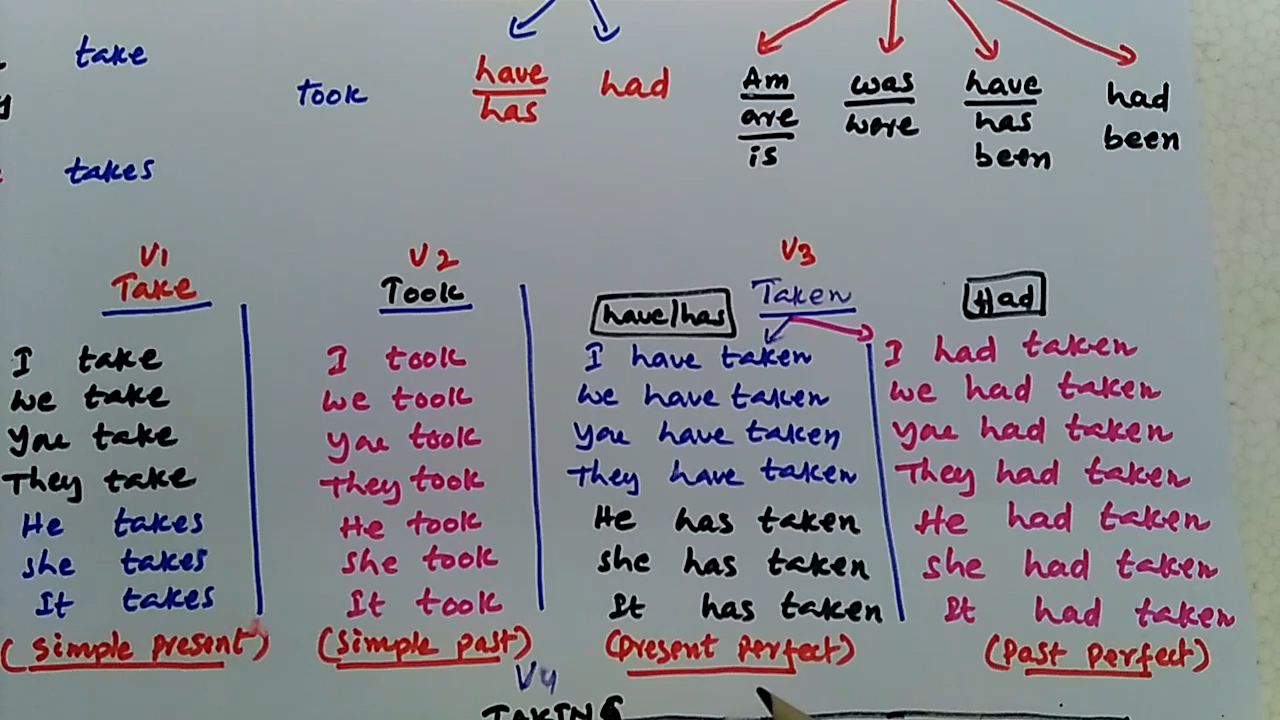 take
took
have
has
had
Am
are
is
was
were
have
has
been
had
been
takes
V1
Take
I take
we take
you take
They take
He takes
she takes
It takes
(simple present)
V2
Took
I took
we took
you took
They took
He took
she took
It took
(simple past)
V3
Taken
have/has
I have taken
we have taken
you have taken
They have taken
He has taken
she has taken
It has taken
(present perfect)
Had
I had taken
we had taken
you had taken
They had taken
He had taken
she had taken
It had taken
(Past perfect)
V4
TAKING